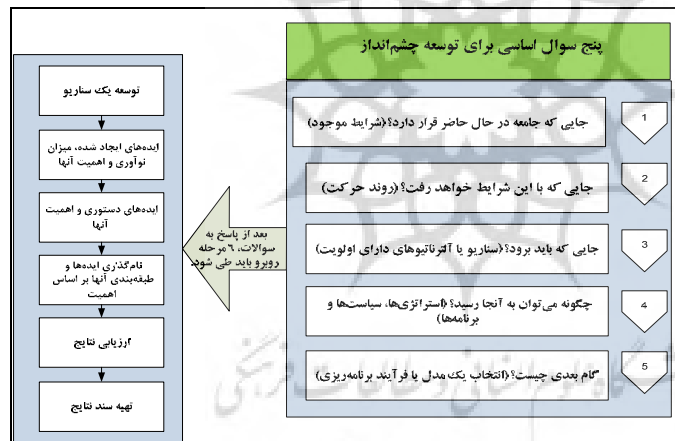 پنج سوال اساسی برای توسعه چشم‌انداز
1
جایی که جامعه در حال حاضر قرار دارد؟(شرایط موجود)
2
جایی که با این شرایط خواهد رفت؟(روند حرکت)
3
جایی که باید برود؟(سناریو یا آلترناتیوهای دارای اولویت)
4
چگونه می‌توان به آنجا رسید؟(استراتژی‌ها، سیاست‌ها و
برنامه‌ها)
5
گام بعدی چیست؟(انتخاب یک مدل یا فرآیند برنامه‌ریزی)
بعد از پاسخ به
سوالات، ٦ مرحله
روبرو باید طی شود.
توسعه یک سناریو
ایده‌های ایجاد شده، میزان
نوآوری و اهمیت آنها
ایده‌های دستوری و اهمیت
آنها
نام‌گذاری ایده‌ها و
طبقه‌بندی آنها بر اساس
اهمیت
ارزیابی نتایج
تهیه سند نتایج